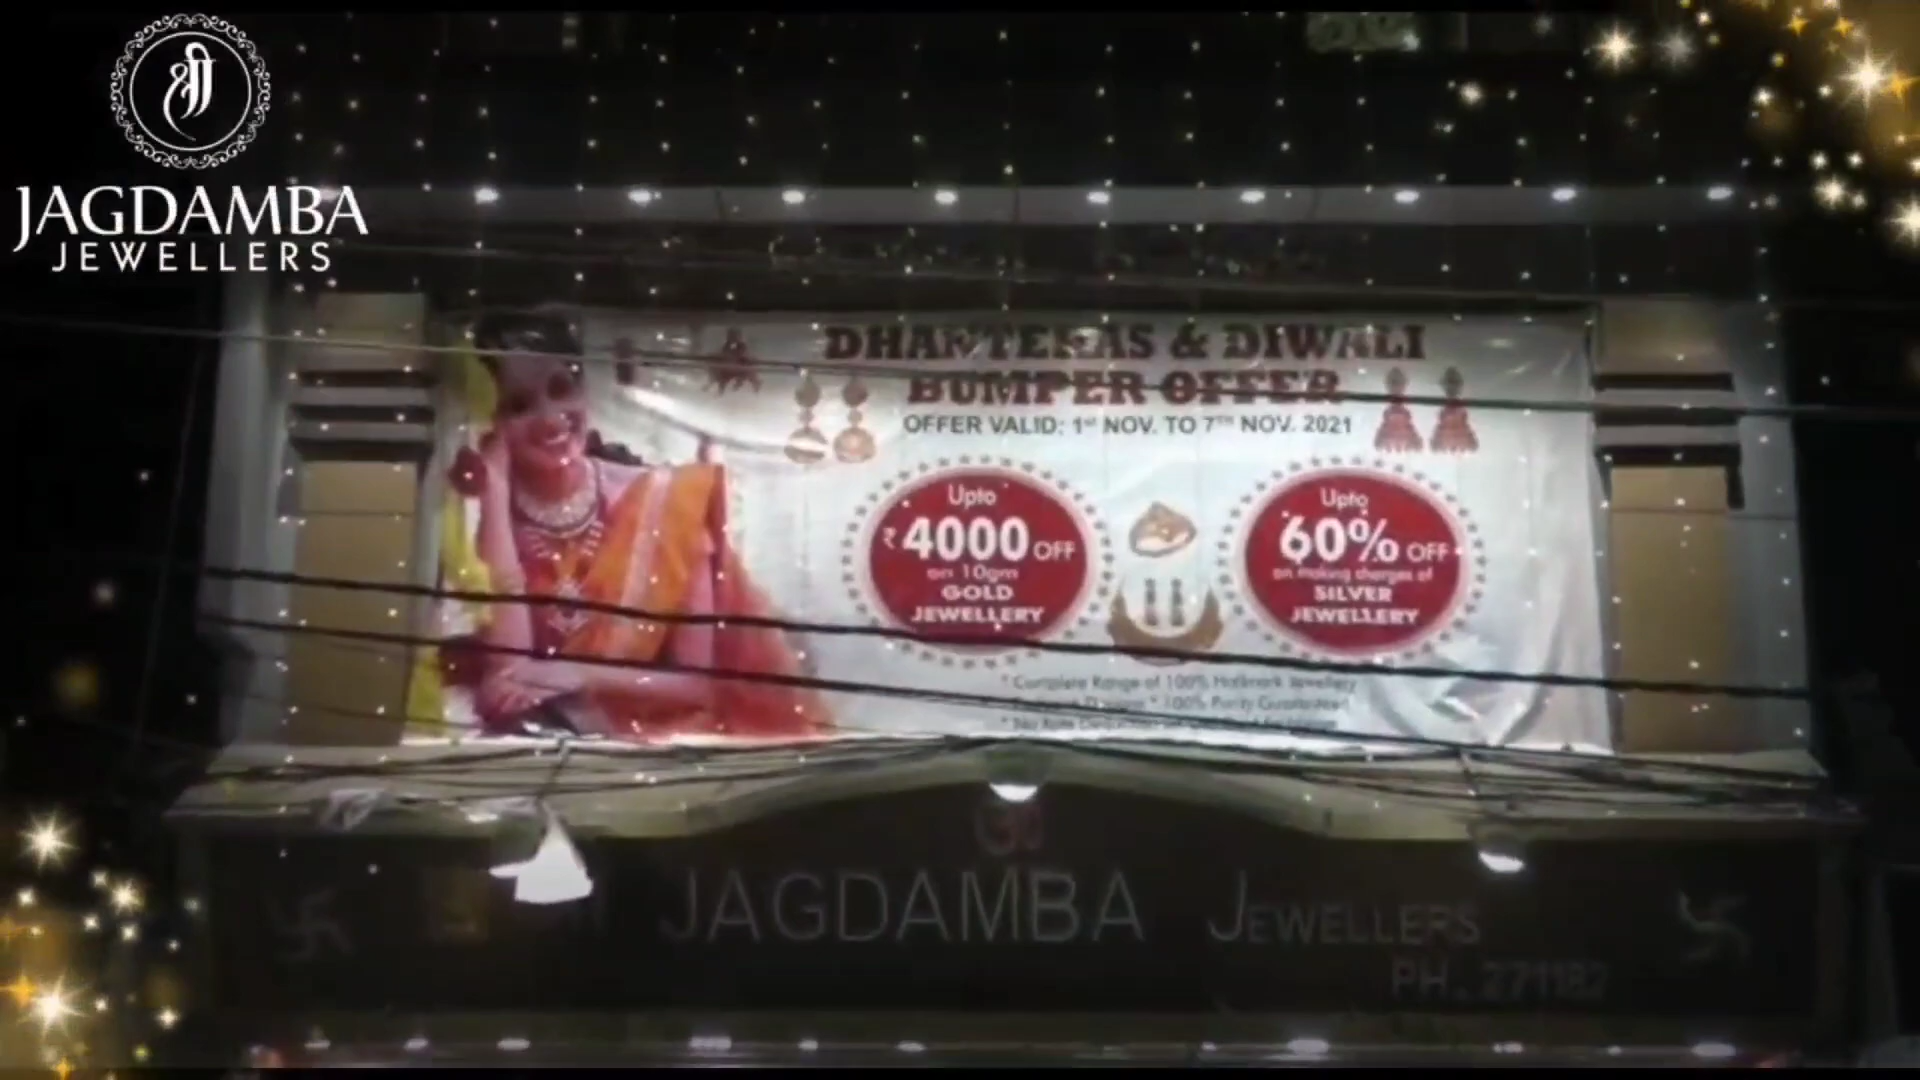 श्री
JAGDAMBA
JEWELLERS
DHANTERAS & DIWALI
BUMPER OFFER
OFFER VALID: 1st NOV. TO 7TH NOV. 2021
Upto
₹ 4000 OFF
on 10gm
GOLD
JEWELLERY
Upto
60% OFF
on making charges of
SILVER
JEWELLERY
* Complete Range of 100% Hallmark Jewellery
* 100% Purity Guaranteed
JAGDAMBA JEWELLERS
PH. 271182